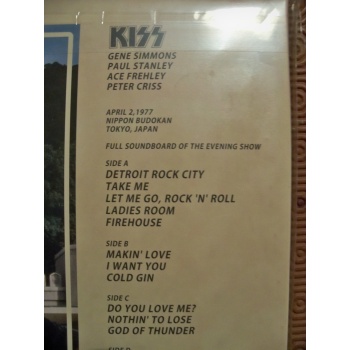 KISS
GENE SIMMONS
PAUL STANLEY
ACE FREHLEY
PETER CRISS
APRIL 2,1977
NIPPON BUDOKAN
TOKYO, JAPAN
FULL SOUNDBOARD OF THE EVENING SHOW
SIDE A
DETROIT ROCK CITY
TAKE ME
LET ME GO, ROCK 'N' ROLL
LADIES ROOM
FIREHOUSE
SIDE B
MAKIN' LOVE
I WANT YOU
COLD GIN
SIDE C
DO YOU LOVE ME?
NOTHIN' TO LOSE
GOD OF THUNDER
SIDE D